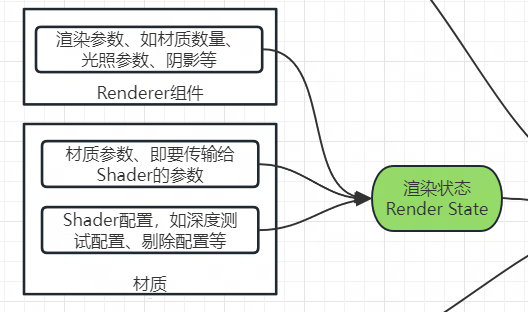 渲染参数、如材质数量、
光照参数、阴影等
Renderer组件
材质参数、即要传输给
Shader的参数
Shader配置，如深度测
试配置、剔除配置等
材质
渲染状态
Render State